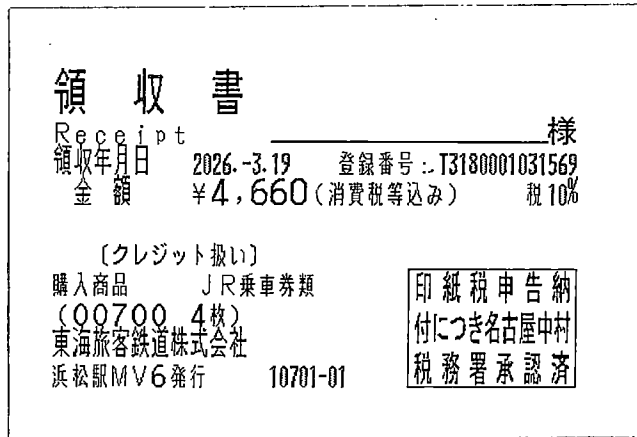 領収書
Receipt 様
領収年月日 2026.-3.19 登録番号:T3180001031569
金額 ¥4,660(消費税等込み) 税10%
〔クレジット扱い〕
購入商品 JR乗車券類
(00700 4枚)
東海旅客鉄道株式会社
浜松駅MV6発行 10701-01
印紙税申告納
付につき名古屋中村
税務署承認済